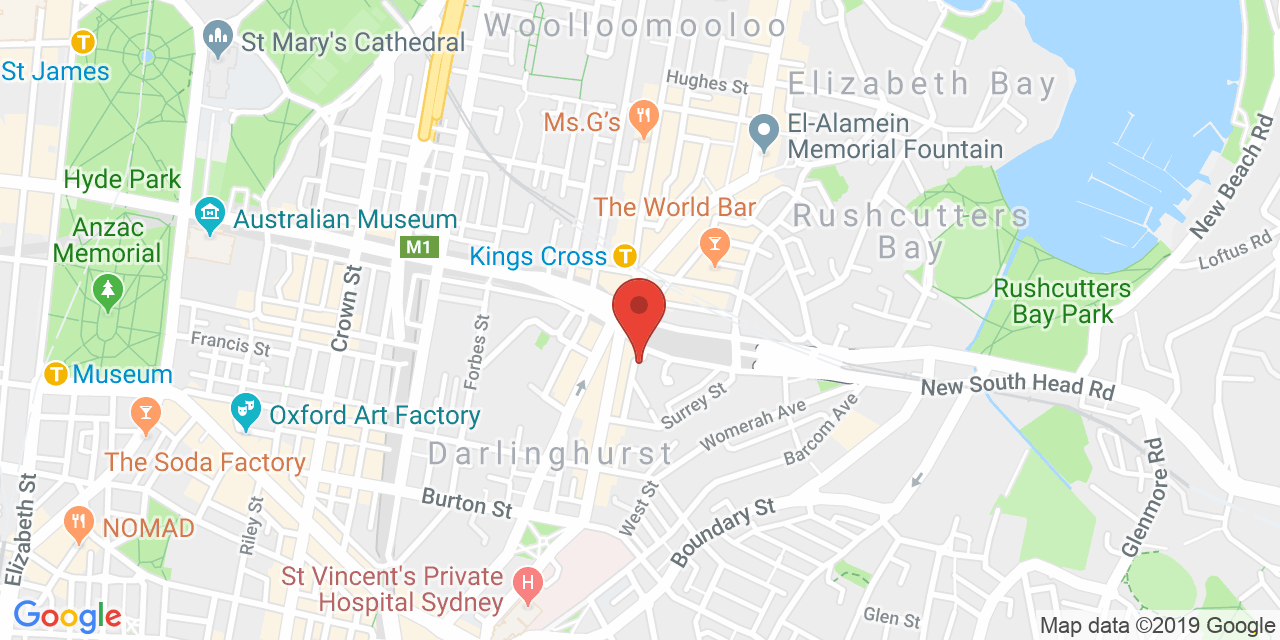 Woolloomooloo
St Mary's Cathedral
St James
Hughes St
Elizabeth Bay
Ms.G's
El-Alamein
Memorial Fountain
New Beach Rd
Hyde Park
The World Bar
Rushcutters
Bay
Australian Museum
Anzac
Memorial
M1
Kings Cross
Loftus Rd
Rushcutters
Bay Park
Crown St
Forbes St
Francis St
Museum
New South Head Rd
Surrey St
Womerah Ave
Barcom Ave
Oxford Art Factory
Darlinghurst
The Soda Factory
Burton St
West St
Boundary St
Glenmore Rd
Elizabeth St
Riley St
NOMAD
St Vincent's Private
Hospital Sydney
Glen St
Google
Map data ©2019 Google